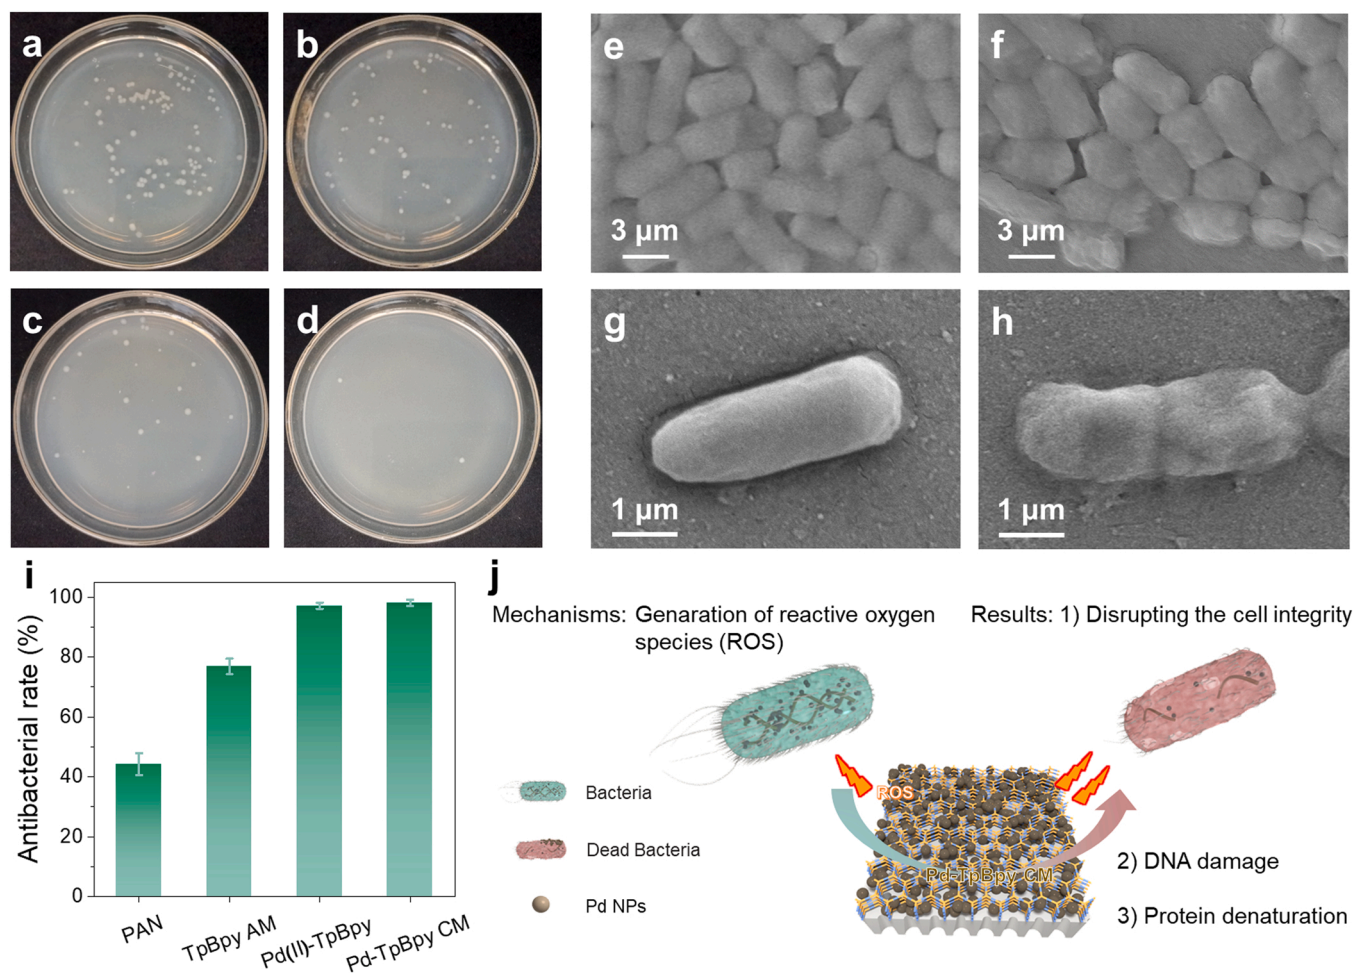 a
b
c
d
e
3 μm
f
3 μm
g
1 μm
h
1 μm
i
Antibacterial rate (%)
100
80
60
40
20
0
PAN
TpBpy AM
Pd(II)-TpBpy
Pd-TpBpy CM
j
Mechanisms: Genaration of reactive oxygen
species (ROS)
Results: 1) Disrupting the cell integrity
Bacteria
Dead Bacteria
Pd NPs
ROS
Pd-TpBpy CM
2) DNA damage
3) Protein denaturation